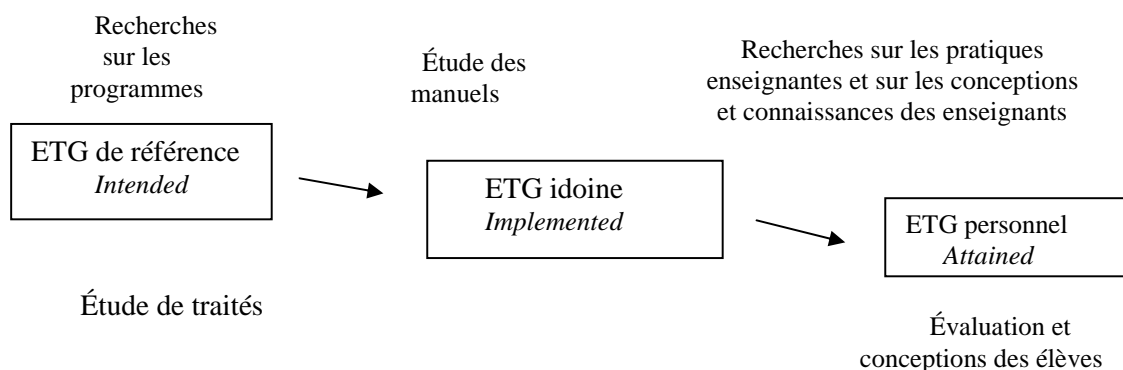 Recherches
sur les
programmes
Étude des
manuels
Recherches sur les pratiques
enseignantes et sur les conceptions
et connaissances des enseignants
ETG de référence
Intended
ETG idoine
Implemented
ETG personnel
Attained
Étude de traités
Évaluation et
conceptions des élèves